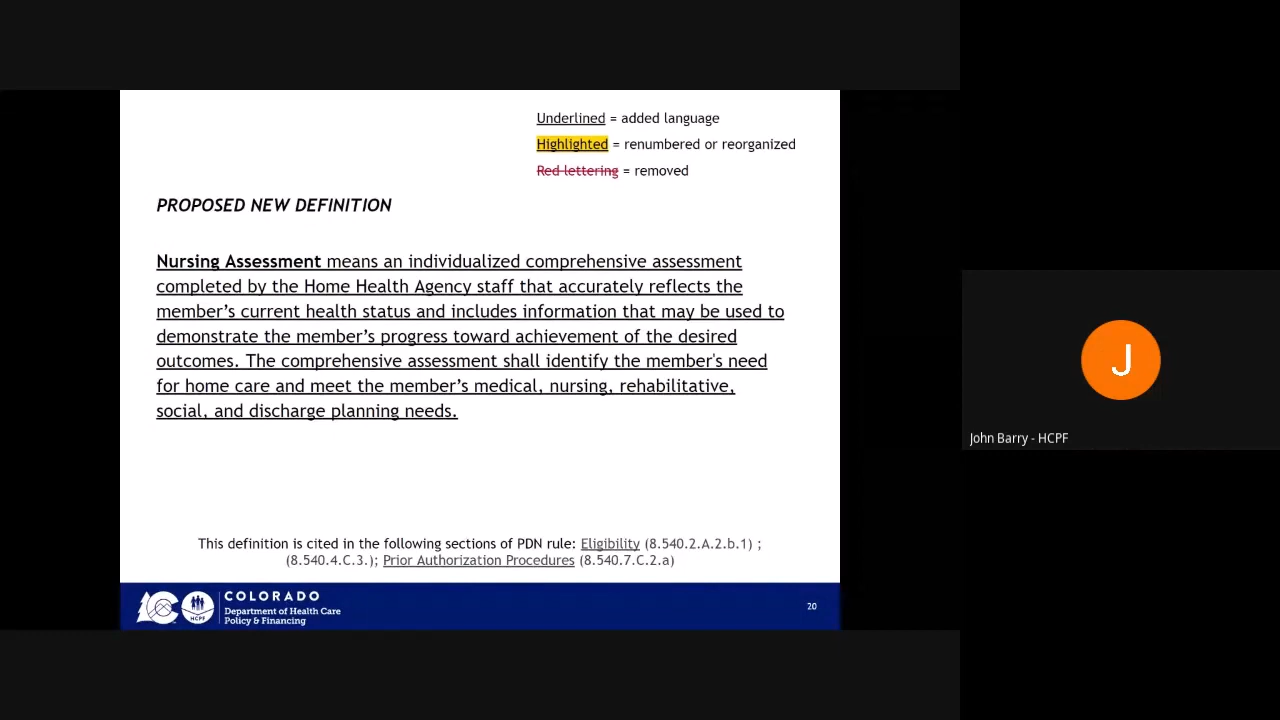 Underlined = added language
Highlighted = renumbered or reorganized
Red lettering = removed
PROPOSED NEW DEFINITION
Nursing Assessment means an individualized comprehensive assessment
completed by the Home Health Agency staff that accurately reflects the
member’s current health status and includes information that may be used to
demonstrate the member’s progress toward achievement of the desired
outcomes. The comprehensive assessment shall identify the member's need
for home care and meet the member’s medical, nursing, rehabilitative,
social, and discharge planning needs.
This definition is cited in the following sections of PDN rule: Eligibility (8.540.2.A.2.b.1) ;
(8.540.4.C.3.); Prior Authorization Procedures (8.540.7.C.2.a)
HCPF
COLORADO
Department of Health Care
Policy & Financing
20
J
John Barry - HCPF